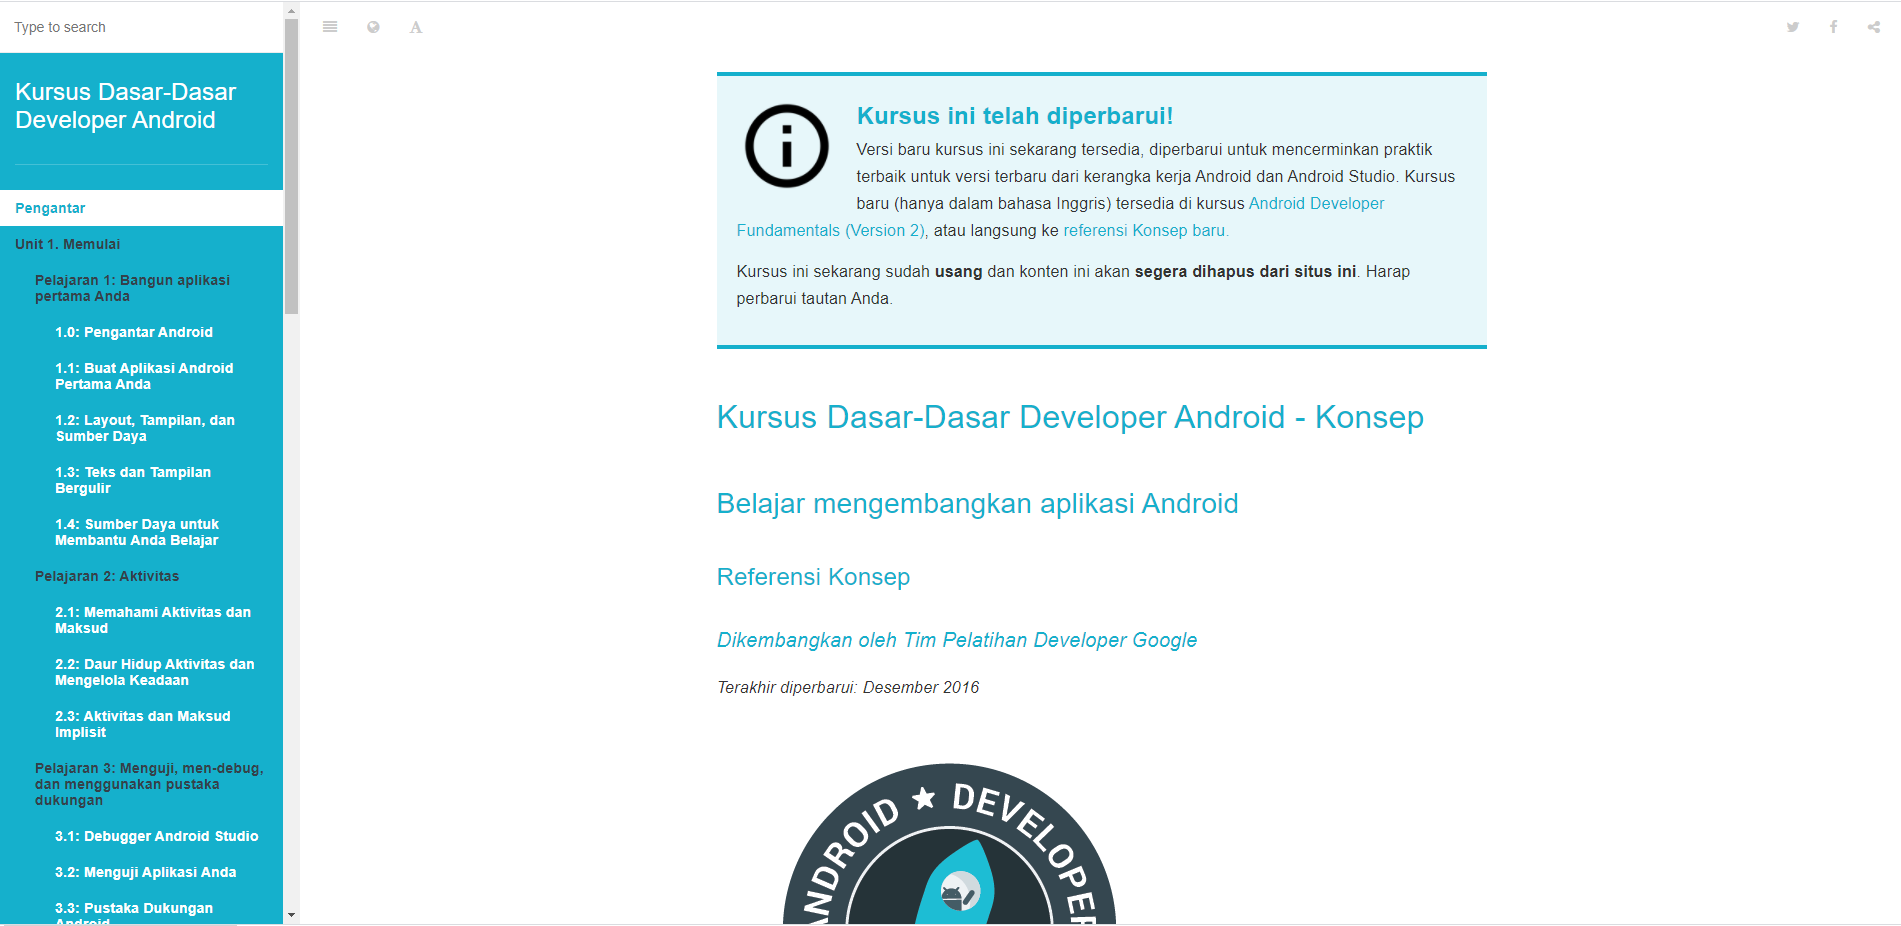 Type to search
Kursus Dasar-Dasar
Developer Android
Pengantar
Unit 1. Memulai
Pelajaran 1: Bangun aplikasi
pertama Anda
1.0: Pengantar Android
1.1: Buat Aplikasi Android
Pertama Anda
1.2: Layout, Tampilan, dan
Sumber Daya
1.3: Teks dan Tampilan
Bergulir
1.4: Sumber Daya untuk
Membantu Anda Belajar
Pelajaran 2: Aktivitas
2.1: Memahami Aktivitas dan
Maksud
2.2: Daur Hidup Aktivitas dan
Mengelola Keadaan
2.3: Aktivitas dan Maksud
Implisit
Pelajaran 3: Menguji, men-debug,
dan menggunakan pustaka
dukungan
3.1: Debugger Android Studio
3.2: Menguji Aplikasi Anda
3.3: Pustaka Dukungan
Android
Kursus ini telah diperbarui!
Versi baru kursus ini sekarang tersedia, diperbarui untuk mencerminkan praktik
terbaik untuk versi terbaru dari kerangka kerja Android dan Android Studio. Kursus
baru (hanya dalam bahasa Inggris) tersedia di kursus Android Developer
Fundamentals (Version 2), atau langsung ke referensi Konsep baru.
Kursus ini sekarang sudah usang dan konten ini akan segera dihapus dari situs ini. Harap
perbarui tautan Anda.
Kursus Dasar-Dasar Developer Android - Konsep
Belajar mengembangkan aplikasi Android
Referensi Konsep
Dikembangkan oleh Tim Pelatihan Developer Google
Terakhir diperbarui: Desember 2016
ANDROID ★ DEVELOPER